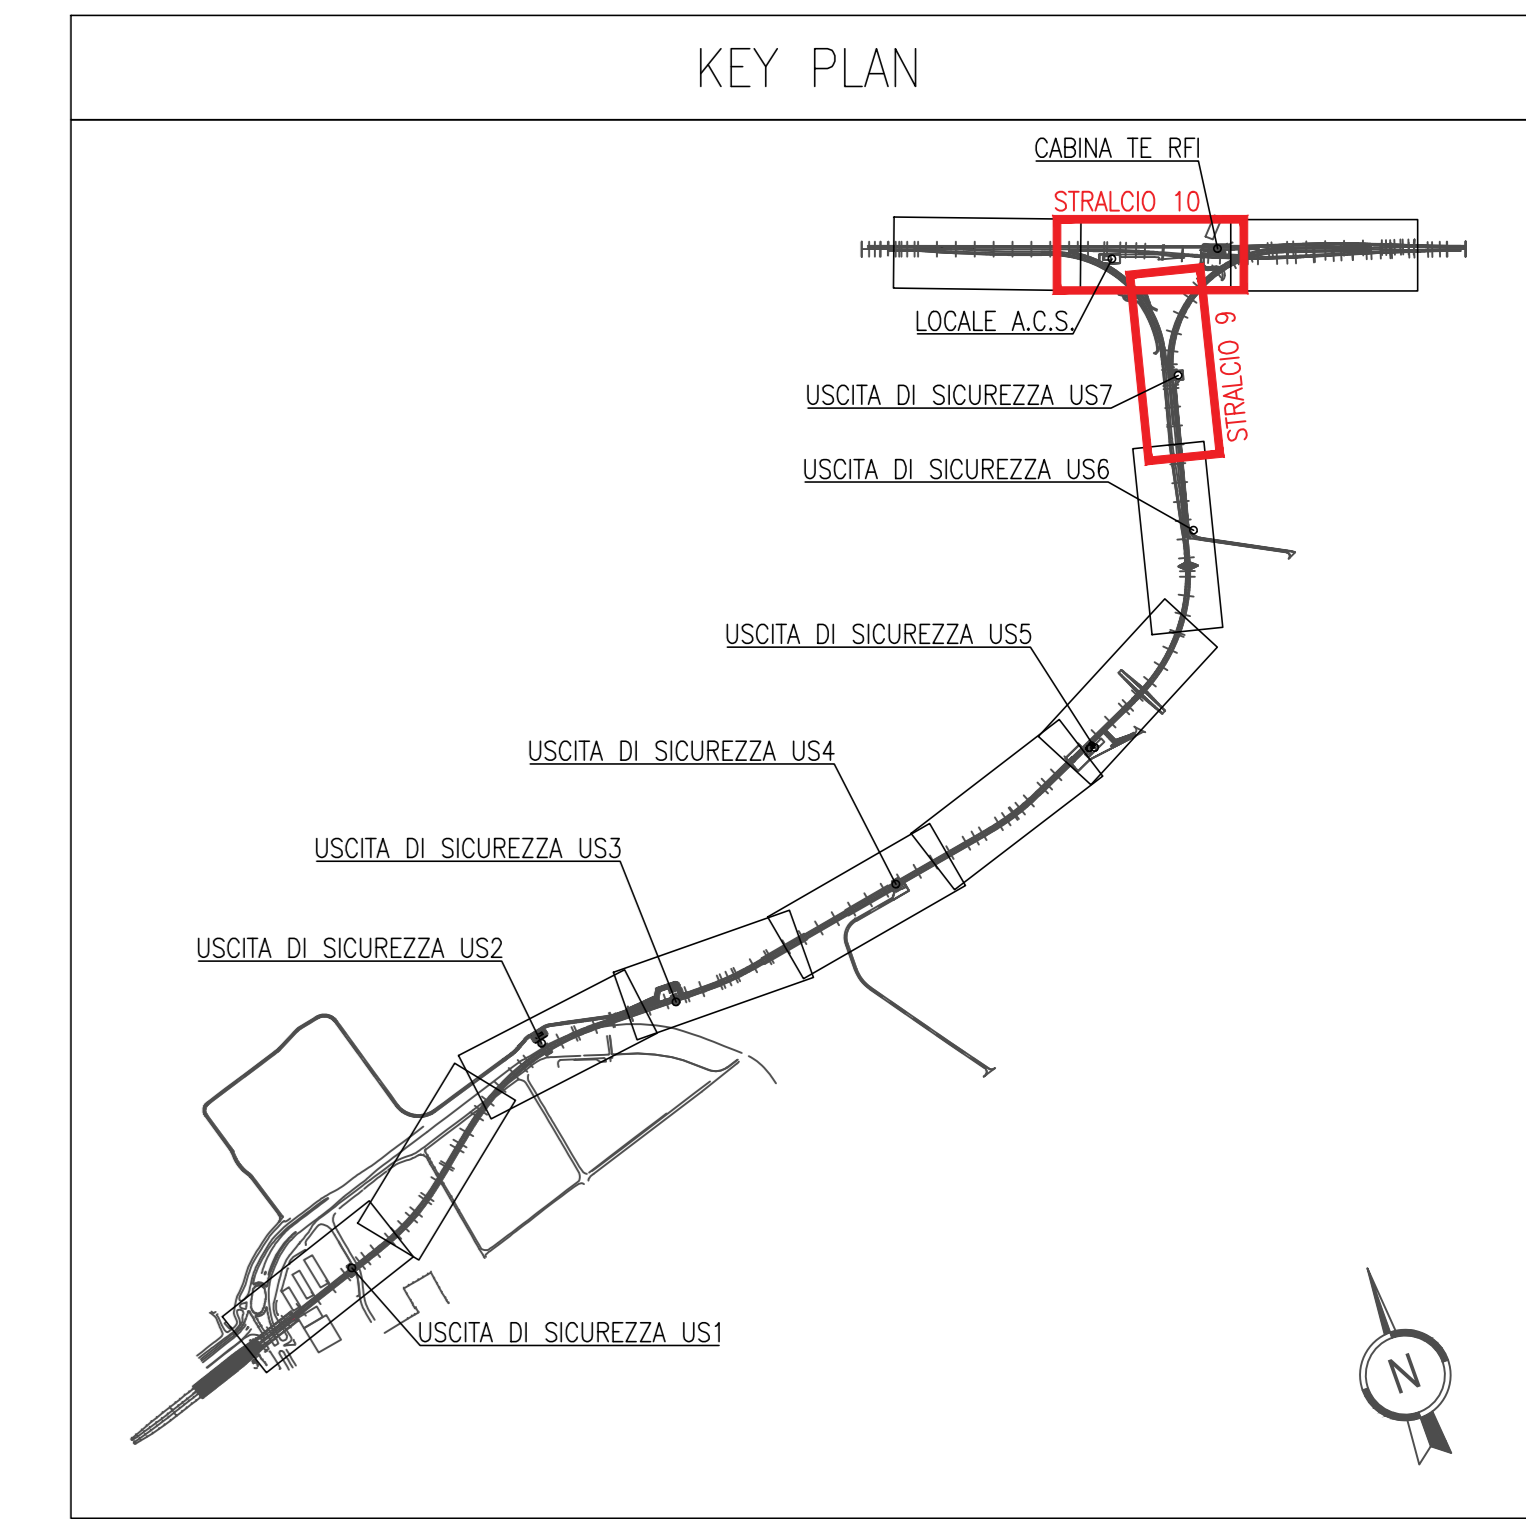 KEY PLAN
CABINA TE RFI
STRALCIO 10
LOCALE A.C.S.
STRALCIO 9
USCITA DI SICUREZZA US7
USCITA DI SICUREZZA US6
USCITA DI SICUREZZA US5
USCITA DI SICUREZZA US4
USCITA DI SICUREZZA US3
USCITA DI SICUREZZA US2
USCITA DI SICUREZZA US1
N